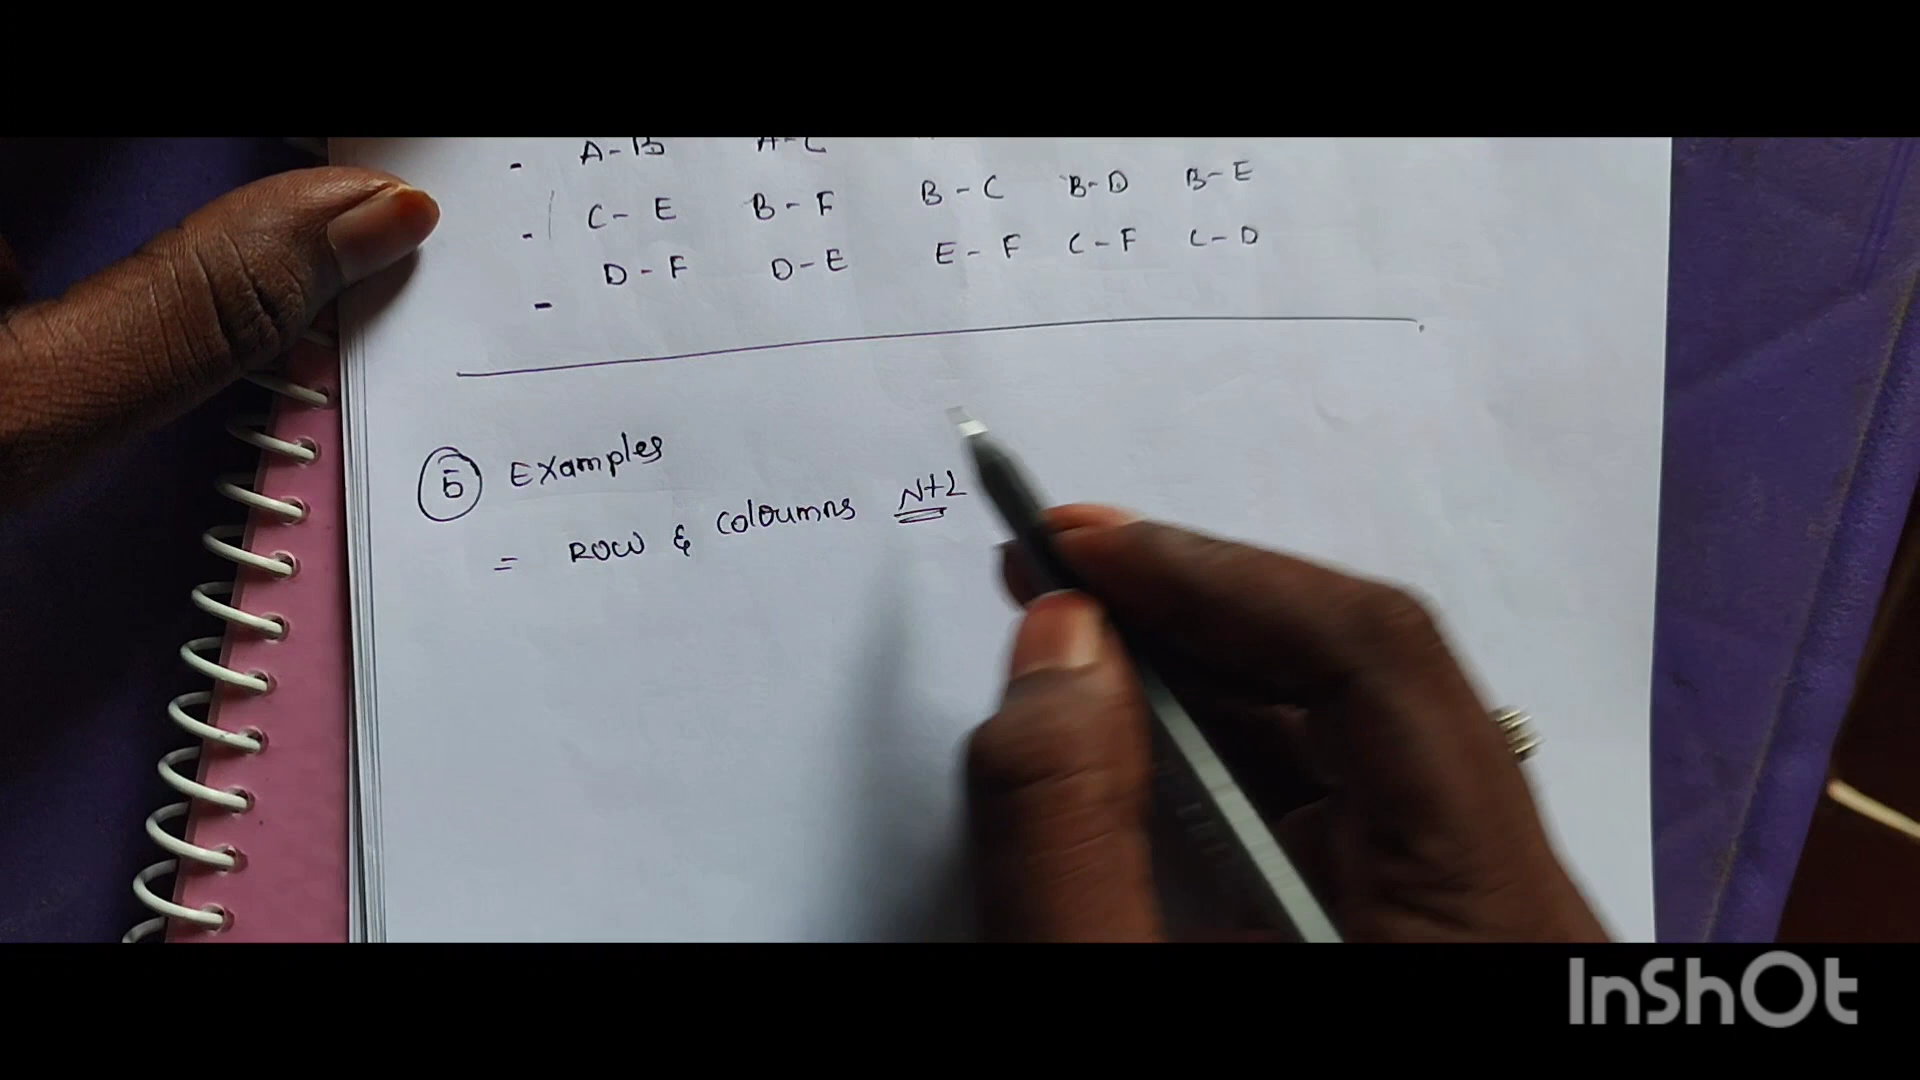 - A-B A-C
- C-E B-F B-C B-D B-E
- D-F D-E E-F C-F C-D
5 Examples
= ROW & coloumns N+2
InShOt